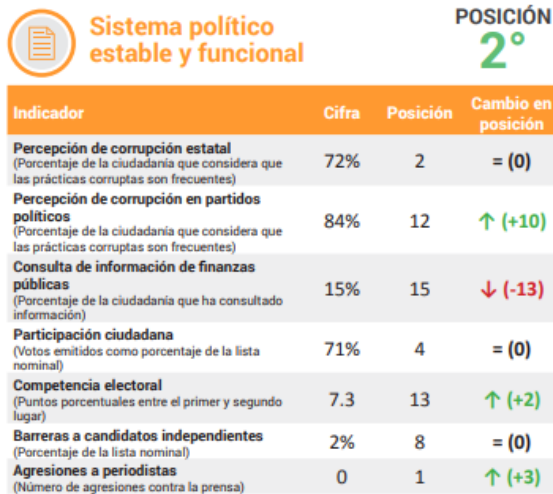 Sistema político
estable y funcional
POSICIÓN
2°
Indicador Cifra Posición Cambio en posición
Percepción de corrupción estatal
(Porcentaje de la ciudadanía que considera que
las prácticas corruptas son frecuentes)
72% 2 = (0)
Percepción de corrupción en partidos
políticos
(Porcentaje de la ciudadanía que considera que
las prácticas corruptas son frecuentes)
84% 12 ↑ (+10)
Consulta de información de finanzas
públicas
(Porcentaje de la ciudadanía que ha consultado
información)
15% 15 ↓ (-13)
Participación ciudadana
(Votos emitidos como porcentaje de la lista
nominal)
71% 4 = (0)
Competencia electoral
(Puntos porcentuales entre el primer y segundo
lugar)
7.3 13 ↑ (+2)
Barreras a candidatos independientes
(Porcentaje de la lista nominal)
2% 8 = (0)
Agresiones a periodistas
(Número de agresiones contra la prensa)
0 1 ↑ (+3)